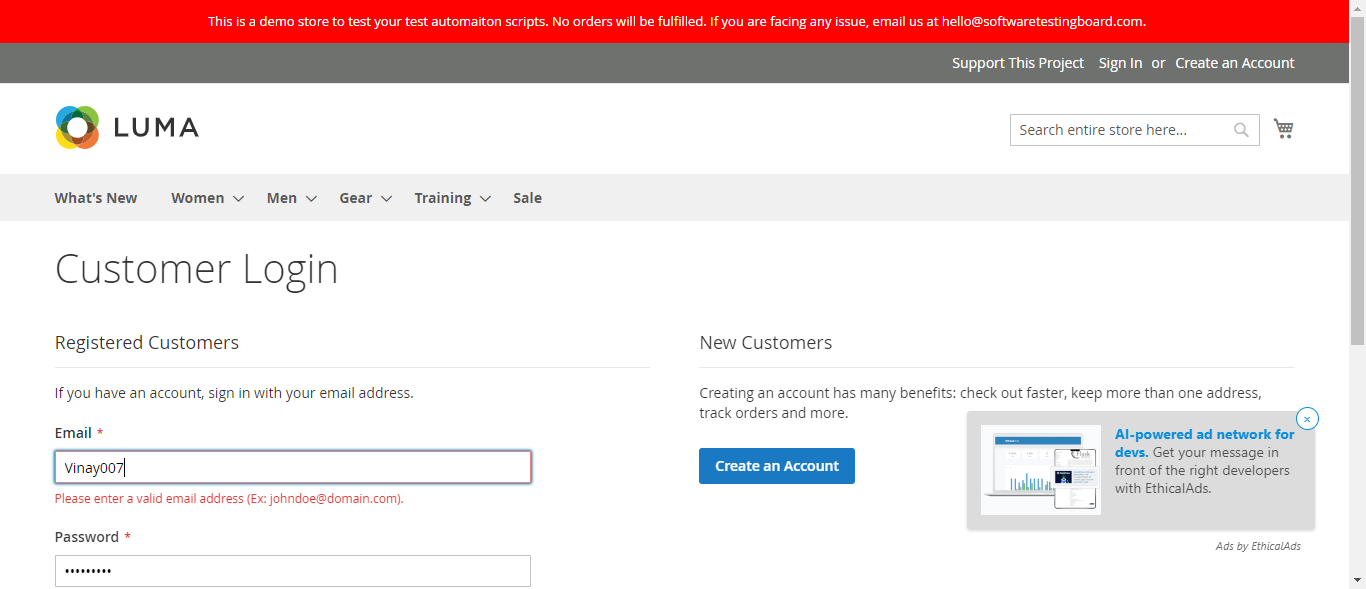 This is a demo store to test your test automaiton scripts. No orders will be fulfilled. If you are facing any issue, email us at hello@softwaretestingboard.com.
Support This Project Sign In or Create an Account
LUMA
Search entire store here...
What's New Women Men Gear Training Sale
Customer Login
Registered Customers
If you have an account, sign in with your email address.
Email *
Vinay007
Please enter a valid email address (Ex: johndoe@domain.com).
Password *
•••••••••
New Customers
Creating an account has many benefits: check out faster, keep more than one address,
track orders and more.
Create an Account
AI-powered ad network for
devs. Get your message in
front of the right developers
with EthicalAds.
Ads by EthicalAds